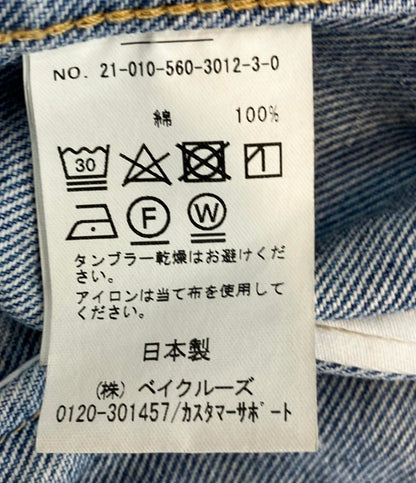 NO. 21-010-560-3012-3-0
綿 100%
30
F W
タンブラー乾燥はお避けくだ
さい。
アイロンは当て布を使用して
ください。
日本製
(株) ベイクルーズ
0120-301457/カスタマーサポート